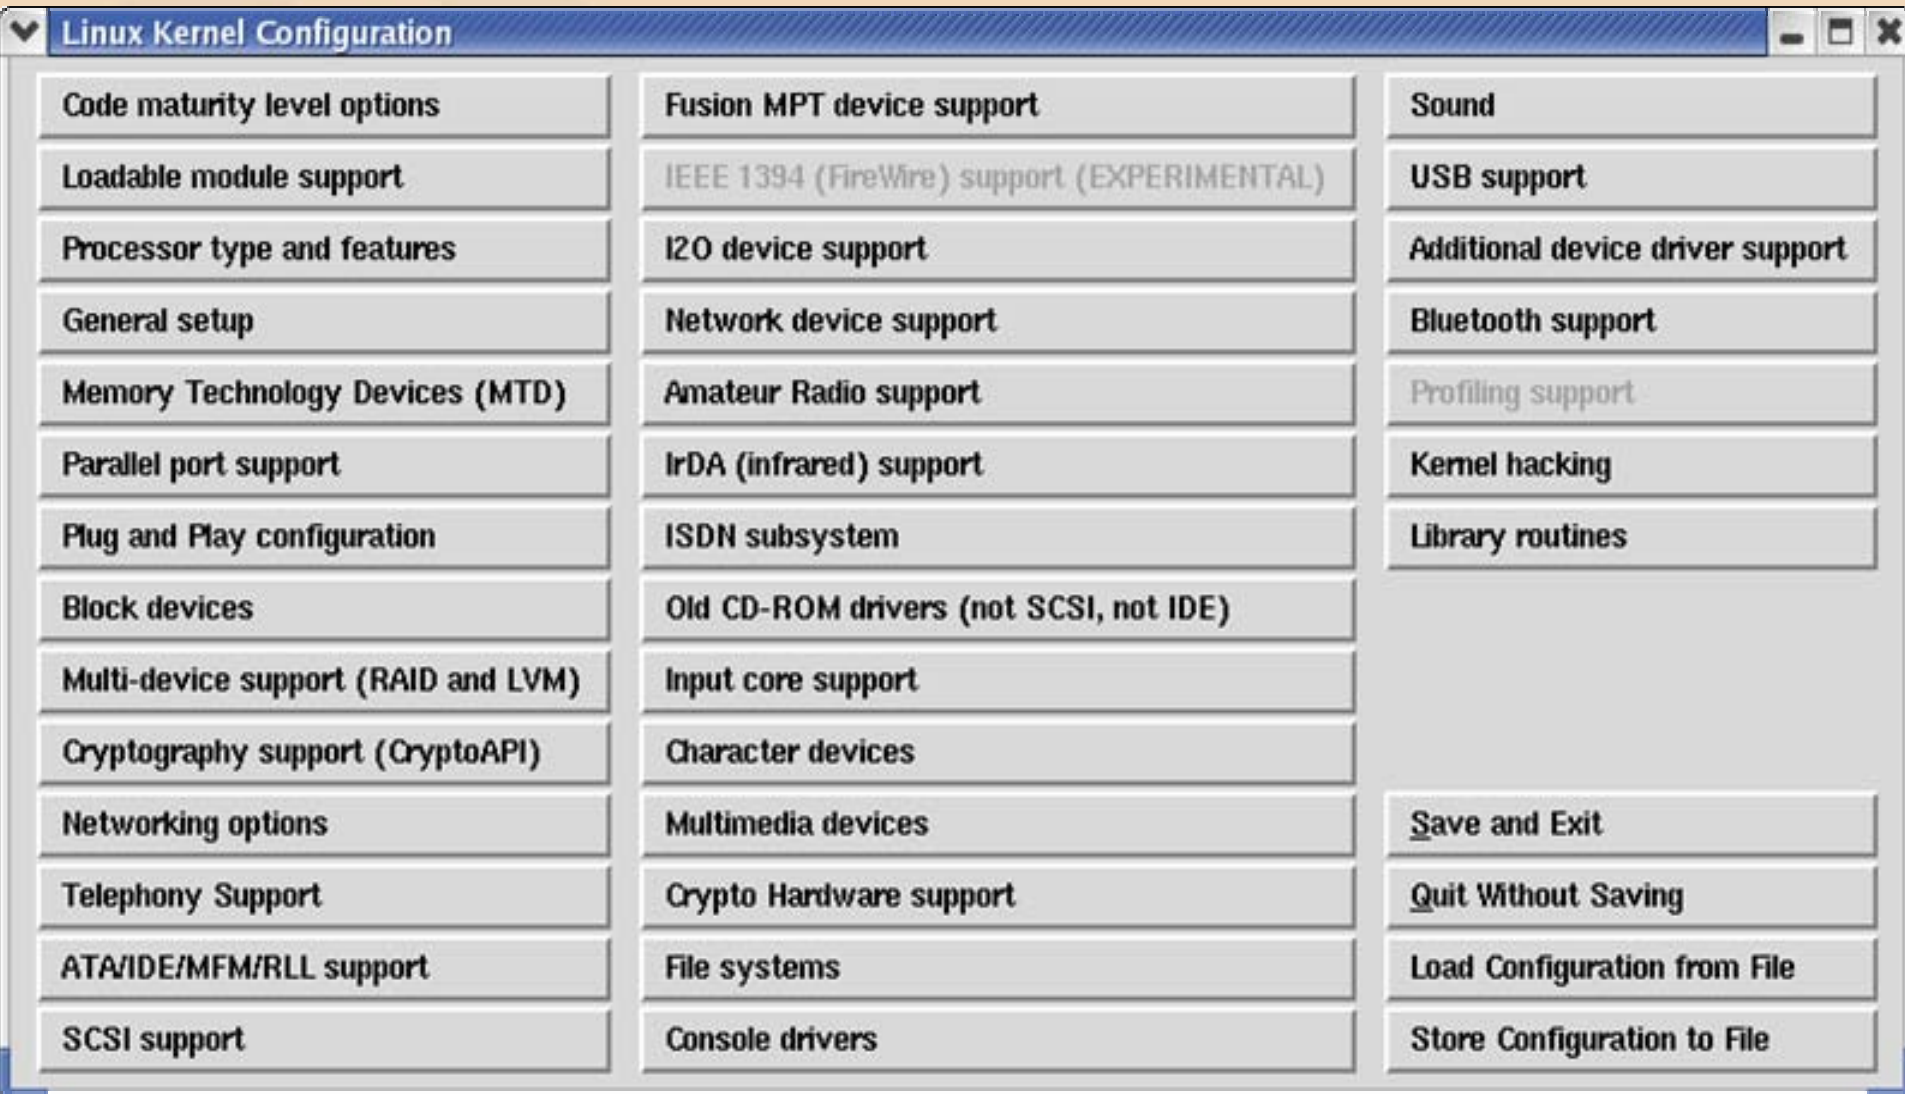 Linux Kernel Configuration
Code maturity level options
Loadable module support
Processor type and features
General setup
Memory Technology Devices (MTD)
Parallel port support
Plug and Play configuration
Block devices
Multi-device support (RAID and LVM)
Cryptography support (CryptoAPI)
Networking options
Telephony Support
ATA/IDE/MFM/RLL support
SCSI support
Fusion MPT device support
IEEE 1394 (FireWire) support (EXPERIMENTAL)
I2O device support
Network device support
Amateur Radio support
IrDA (infrared) support
ISDN subsystem
Old CD-ROM drivers (not SCSI, not IDE)
Input core support
Character devices
Multimedia devices
Crypto Hardware support
File systems
Console drivers
Sound
USB support
Additional device driver support
Bluetooth support
Profiling support
Kernel hacking
Library routines
Save and Exit
Quit Without Saving
Load Configuration from File
Store Configuration to File